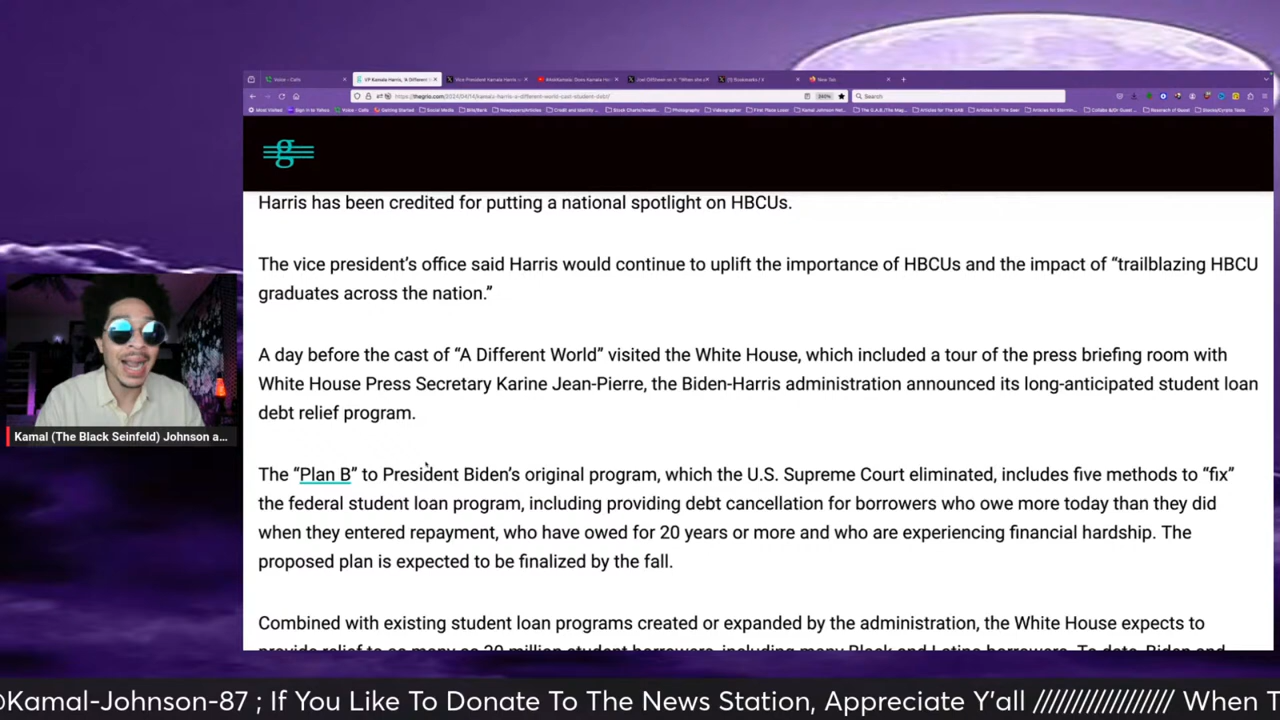 VP Kamala Harris, 'A Different
New Tab
Search
Harris has been credited for putting a national spotlight on HBCUs.
The vice president's office said Harris would continue to uplift the importance of HBCUs and the impact of “trailblazing HBCU
graduates across the nation.”
A day before the cast of “A Different World” visited the White House, which included a tour of the press briefing room with
White House Press Secretary Karine Jean-Pierre, the Biden-Harris administration announced its long-anticipated student loan
debt relief program.
The “Plan B” to President Biden's original program, which the U.S. Supreme Court eliminated, includes five methods to “fix”
the federal student loan program, including providing debt cancellation for borrowers who owe more today than they did
when they entered repayment, who have owed for 20 years or more and who are experiencing financial hardship. The
proposed plan is expected to be finalized by the fall.
Combined with existing student loan programs created or expanded by the administration, the White House expects to
Kamal (The Black Seinfeld) Johnson a...
@Kamal-Johnson-87 ; If You Like To Donate To The News Station, Appreciate Y'all ////////////////// When T